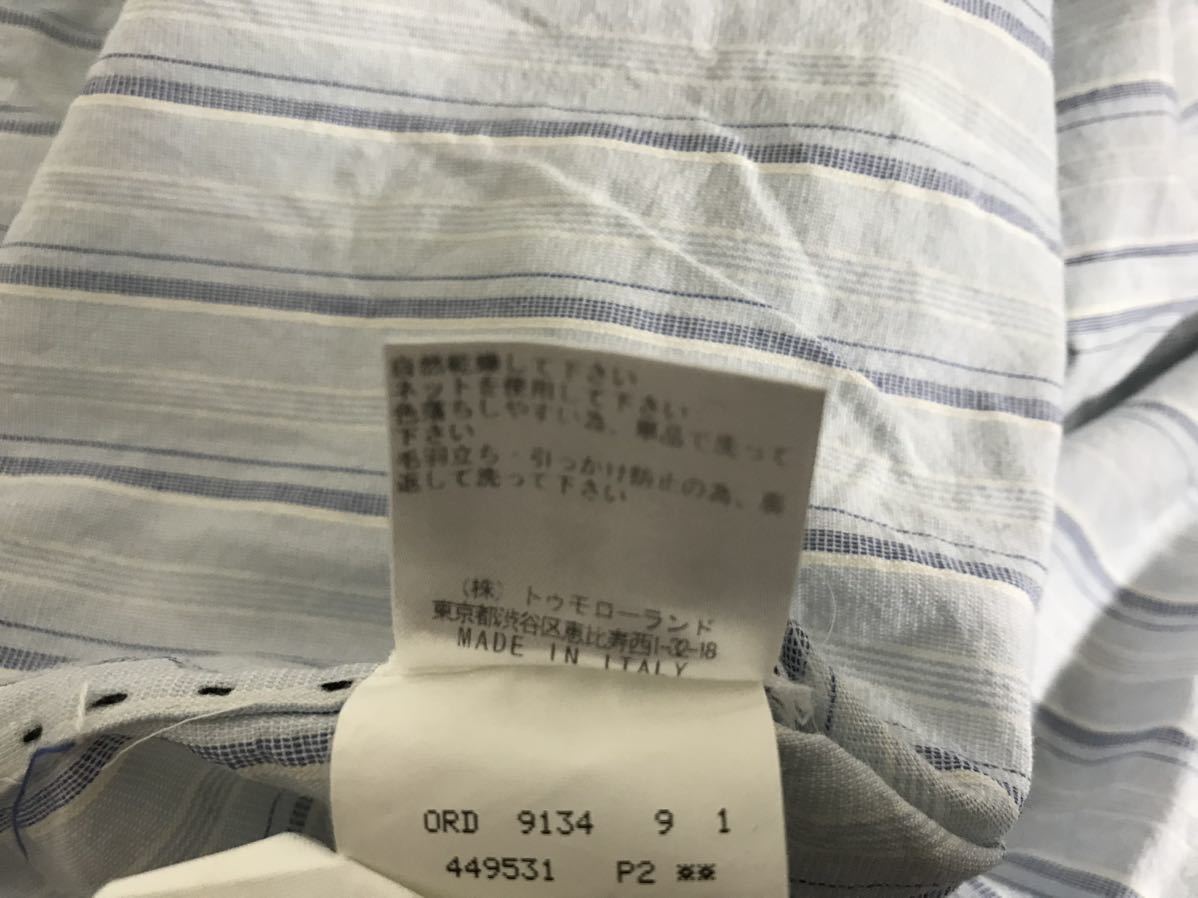 自然乾燥して下さい
ネットを使用して下さい
色落ちしやすい為、単品で洗って
下さい
毛羽立ち・引っかけ防止の為、裏
返して洗って下さい
（株）トゥモローランド
東京都渋谷区恵比寿西1-32-18
MADE IN ITALY
ORD 9134 9 1
449531 P2 ※※